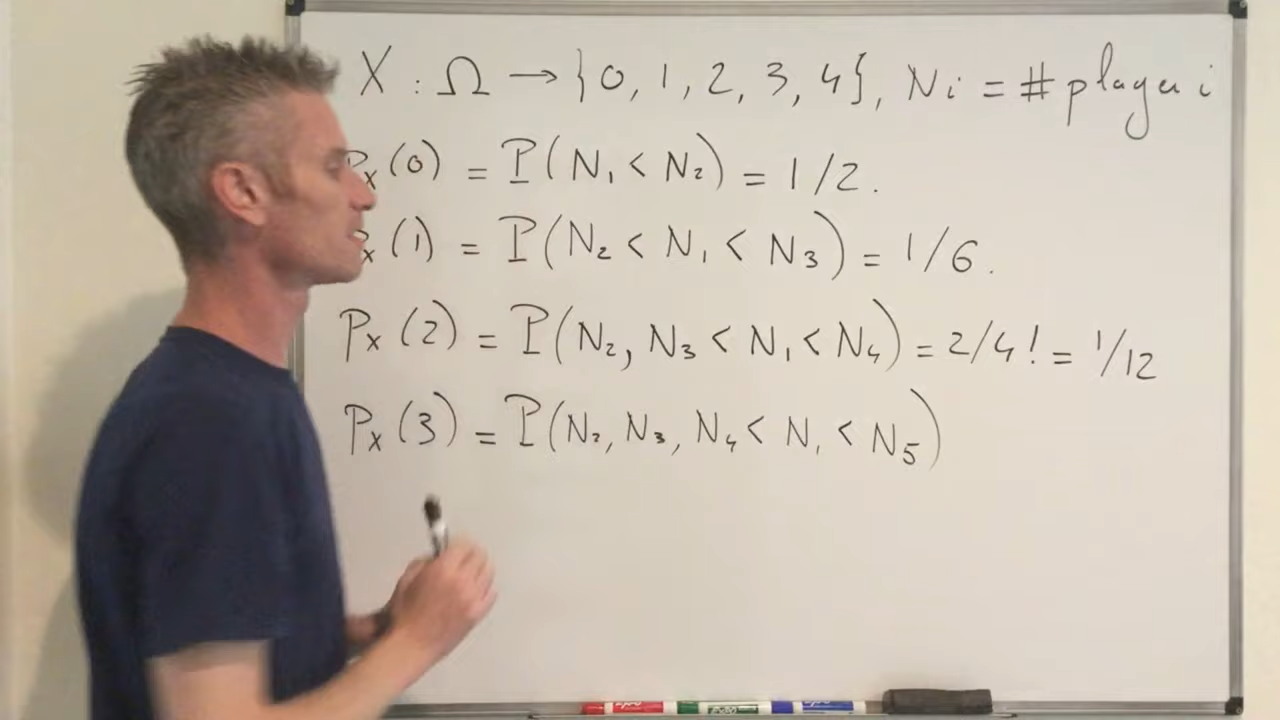 X : Ω → {0, 1, 2, 3, 4}, Ni = # player i
Px (0) = P(N₁ < N₂) = 1/2.
Px (1) = P(N₂ < N₁ < N₃) = 1/6.
Px (2) = P(N₂, N₃ < N₁ < N₄) = 2/4! = 1/12
Px (3) = P(N₂, N₃, N₄ < N₁ < N₅)